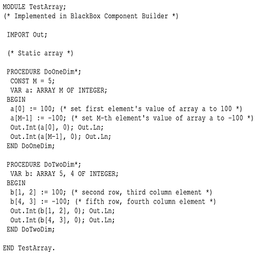 MODULE TestArray;
(* Implemented in BlackBox Component Builder *)
IMPORT Out;
(* Static array *)
PROCEDURE DoOneDim*;
CONST M = 5;
VAR a: ARRAY M OF INTEGER;
BEGIN
a[0] := 100; (* set first element's value of array a to 100 *)
a[M-1] := -100; (* set M-th element's value of array a to -100 *)
Out.Int(a[0], 0); Out.Ln;
Out.Int(a[M-1], 0); Out.Ln;
END DoOneDim;
PROCEDURE DoTwoDim*;
VAR b: ARRAY 5, 4 OF INTEGER;
BEGIN
b[1, 2] := 100; (* second row, third column element *)
b[4, 3] := -100; (* fifth row, fourth column element *)
Out.Int(b[1, 2], 0); Out.Ln;
Out.Int(b[4, 3], 0); Out.Ln;
END DoTwoDim;
END TestArray.